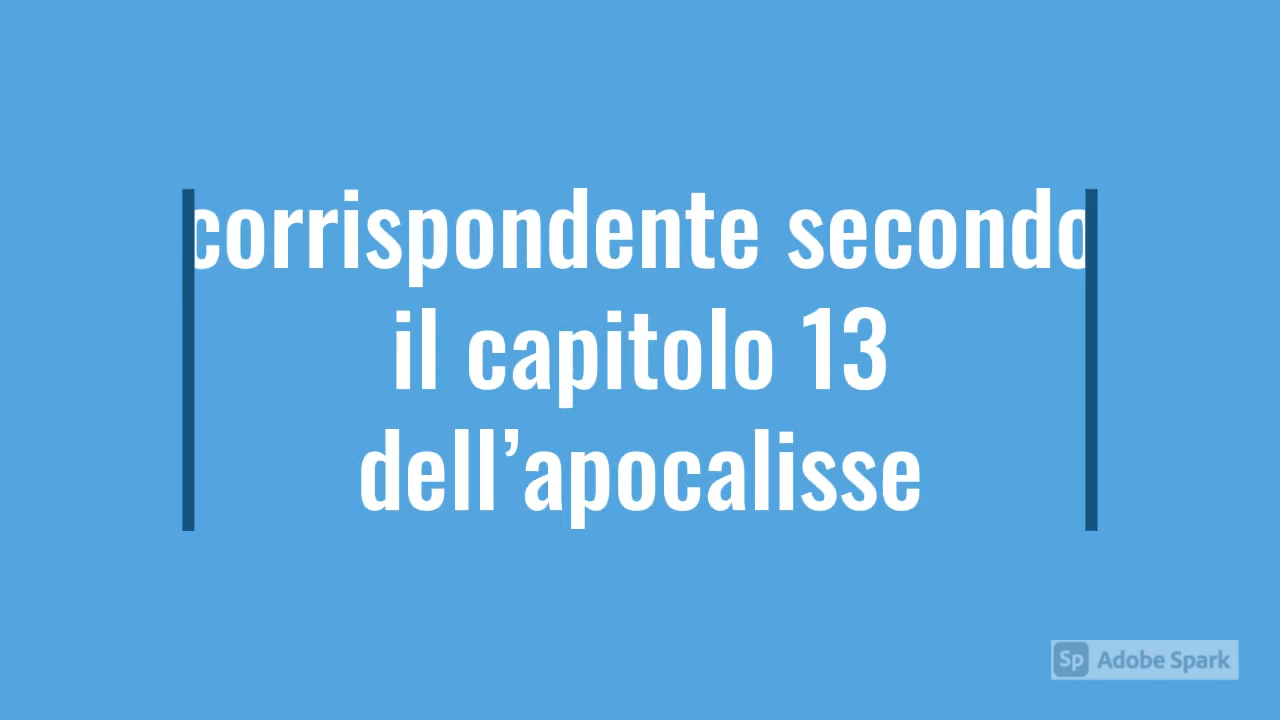 corrispondente secondo
il capitolo 13
dell’apocalisse
Sp Adobe Spark